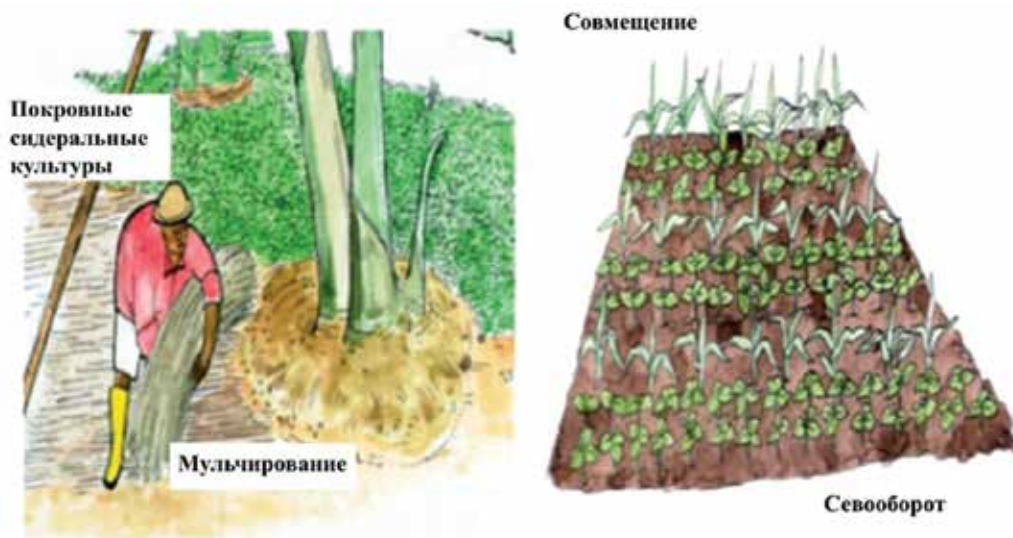 Покровные
сидеральные
культуры
Мульчирование
Совмещение
Севооборот